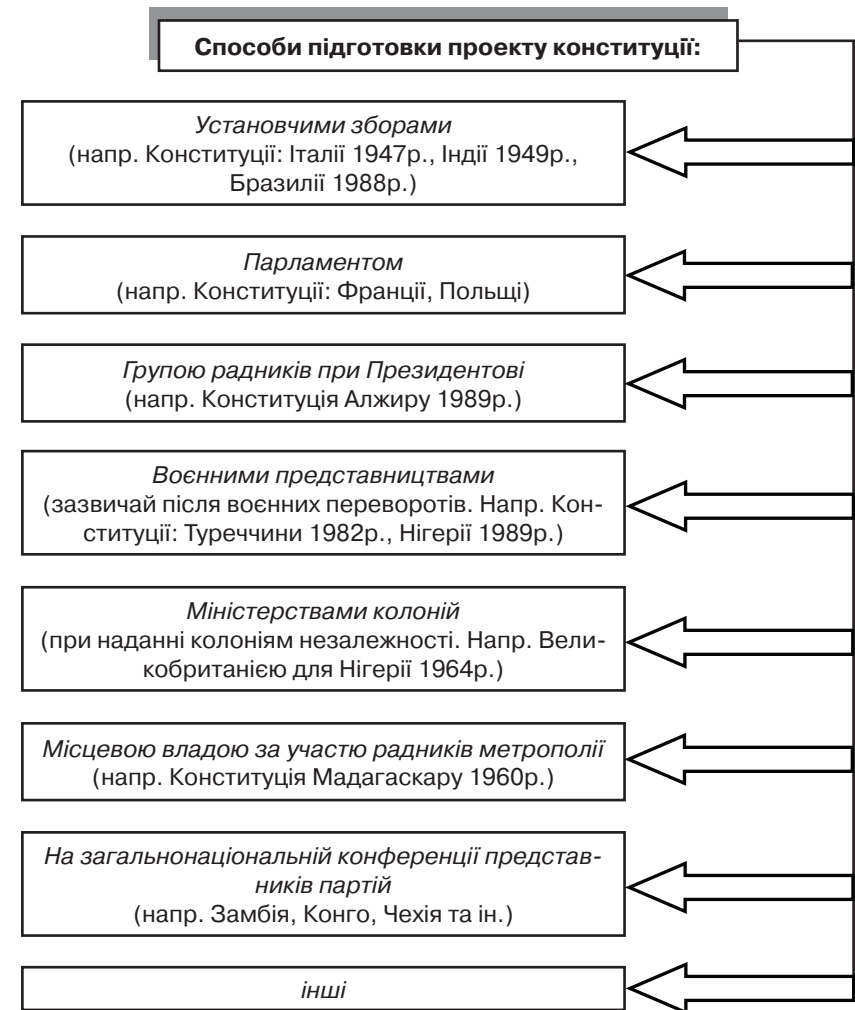 Способи підготовки проекту конституції:
Установчими зборами
(напр. Конституції: Італії 1947р., Індії 1949р.,
Бразилії 1988р.)
Парламентом
(напр. Конституції: Франції, Польщі)
Групою радників при Президентові
(напр. Конституція Алжиру 1989р.)
Воєнними представництвами
(зазвичай після воєнних переворотів. Напр. Кон-
ституції: Туреччини 1982р., Нігерії 1989р.)
Міністерствами колоній
(при наданні колоніям незалежності. Напр. Вели-
кобританією для Нігерії 1964р.)
Місцевою владою за участю радників метрополії
(напр. Конституція Мадагаскару 1960р.)
На загальнонаціональній конференції представ-
ників партій
(напр. Замбія, Конго, Чехія та ін.)
інші